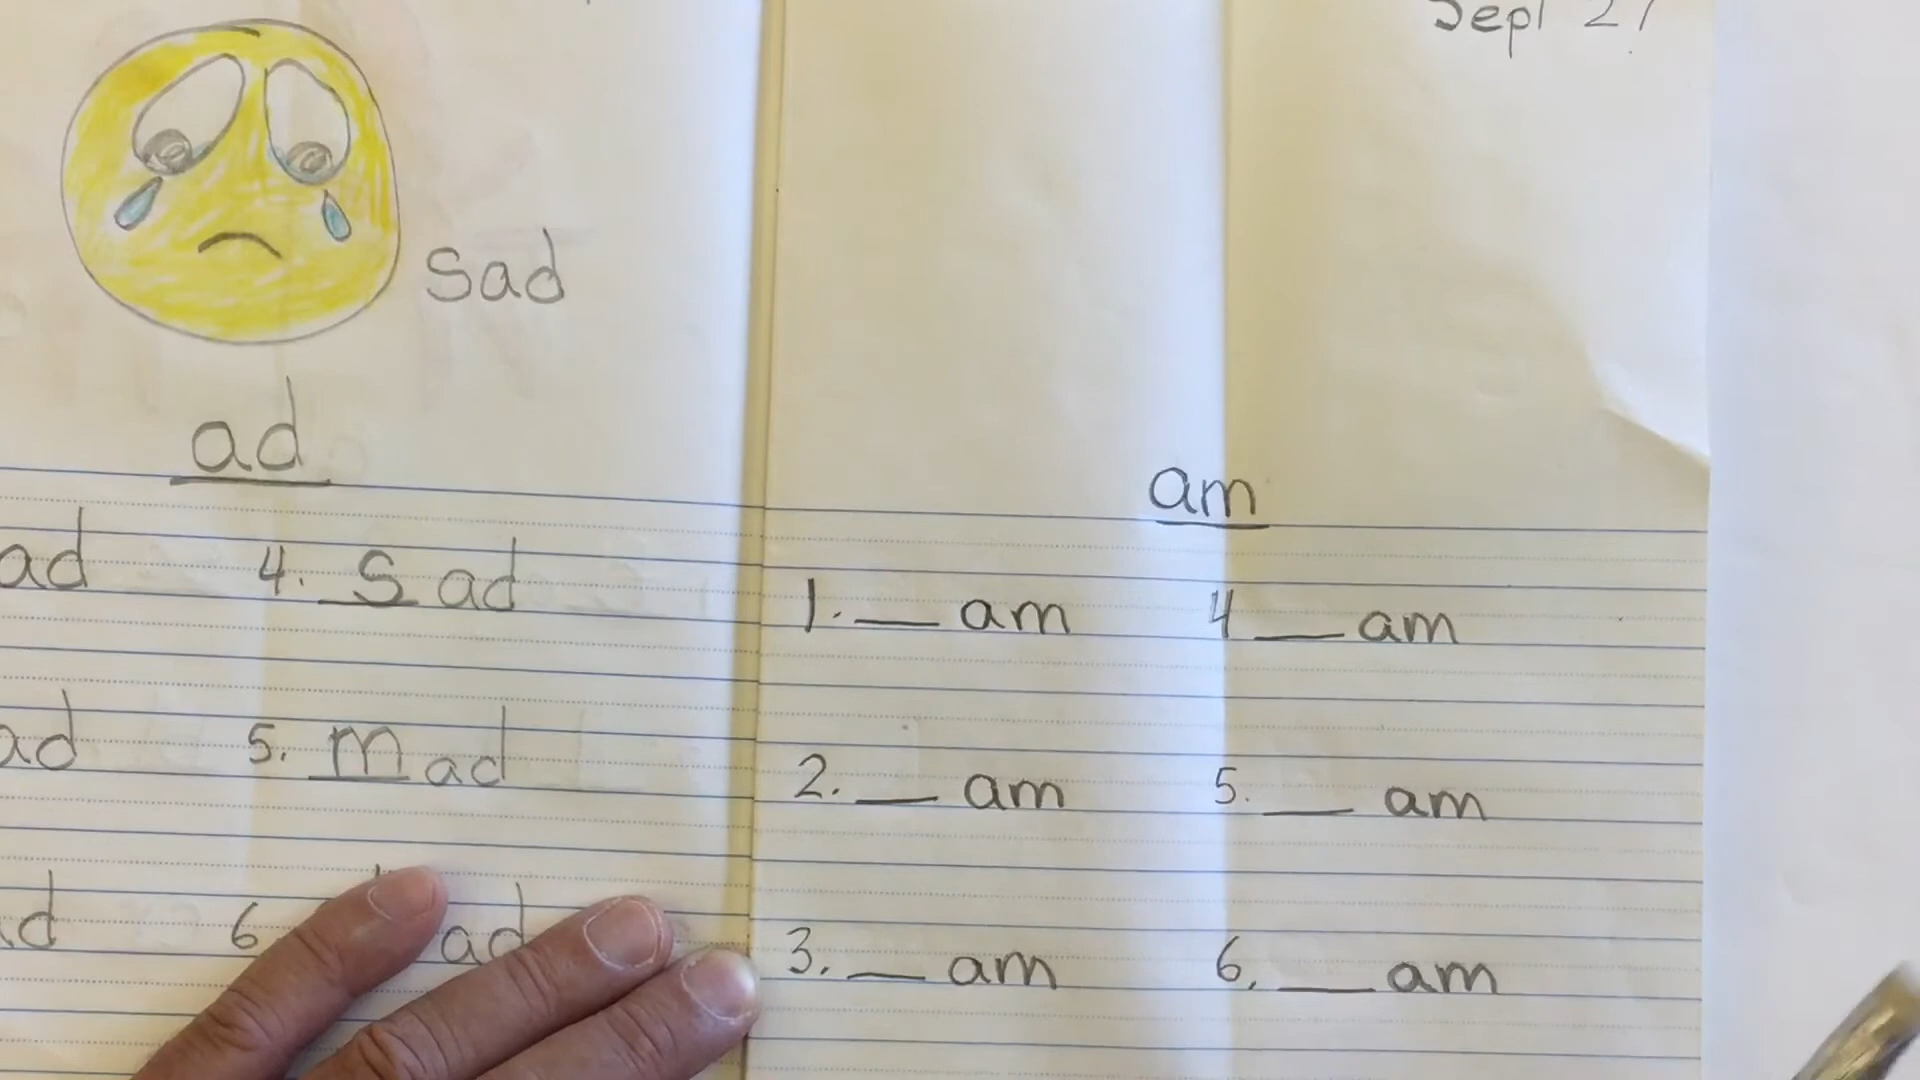 Sept 27
sad
ad
ad 4. s ad
ad 5. m ad
ad 6 ad
am
1. __ am 4 __ am
2. __ am 5. __ am
3. __ am 6. __ am